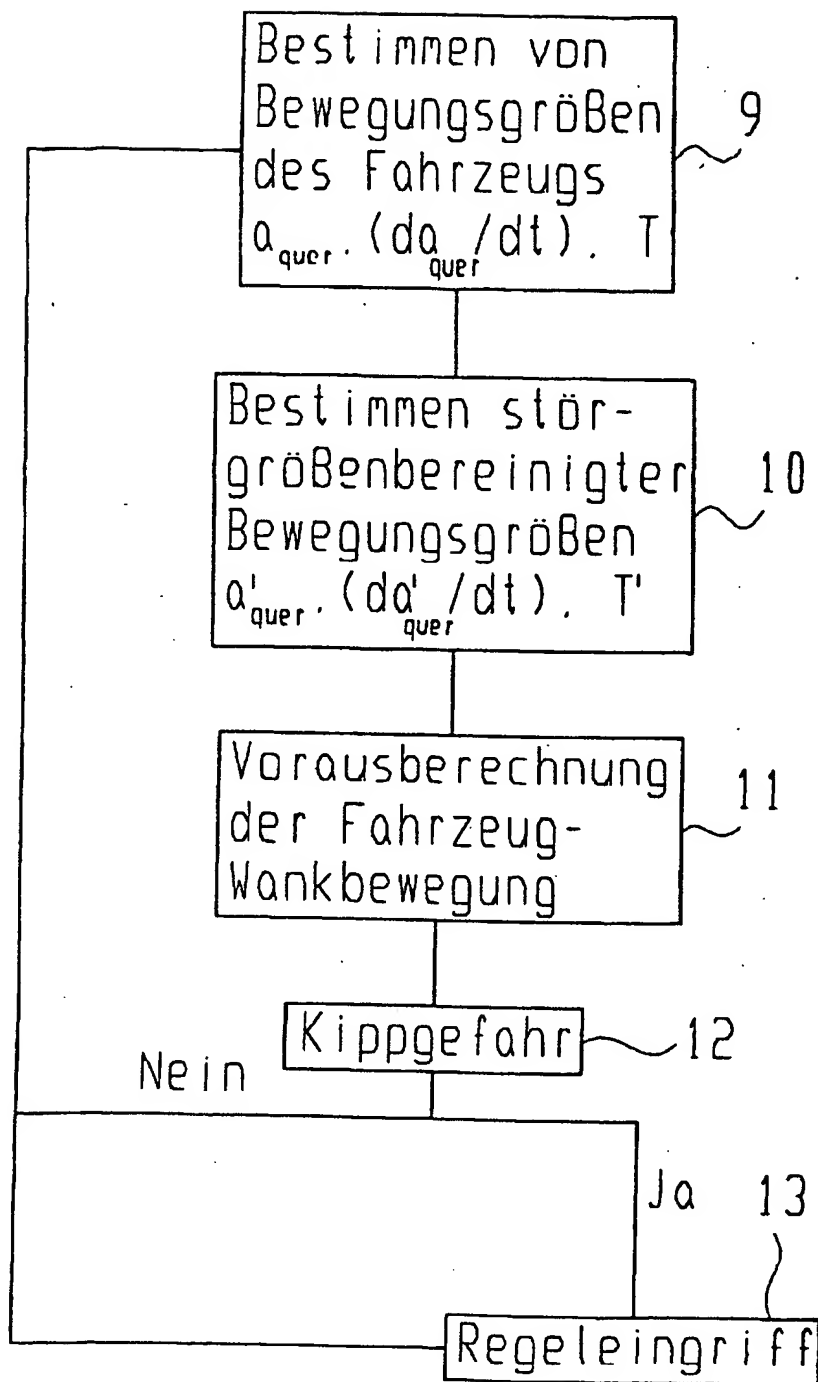 Bestimmen von
Bewegungsgrößen
des Fahrzeugs
a_quer. (da_quer/dt). T
9
Bestimmen stör-
größenbereinigter
Bewegungsgrößen
a'_quer. (da'_quer/dt). T'
10
Vorausberechnung
der Fahrzeug-
Wankbewegung
11
Kippgefahr
12
Nein
Ja
13
Regeleingriff